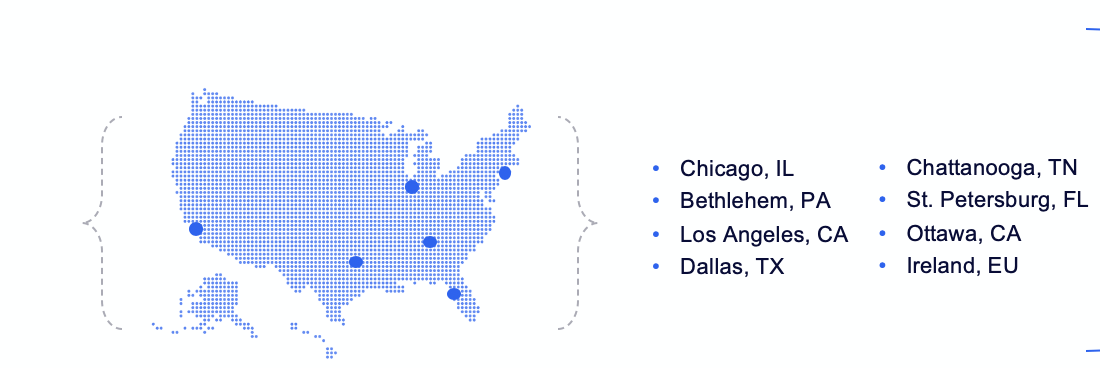 Chicago, IL
Bethlehem, PA
Los Angeles, CA
Dallas, TX
Chattanooga, TN
St. Petersburg, FL
Ottawa, CA
Ireland, EU